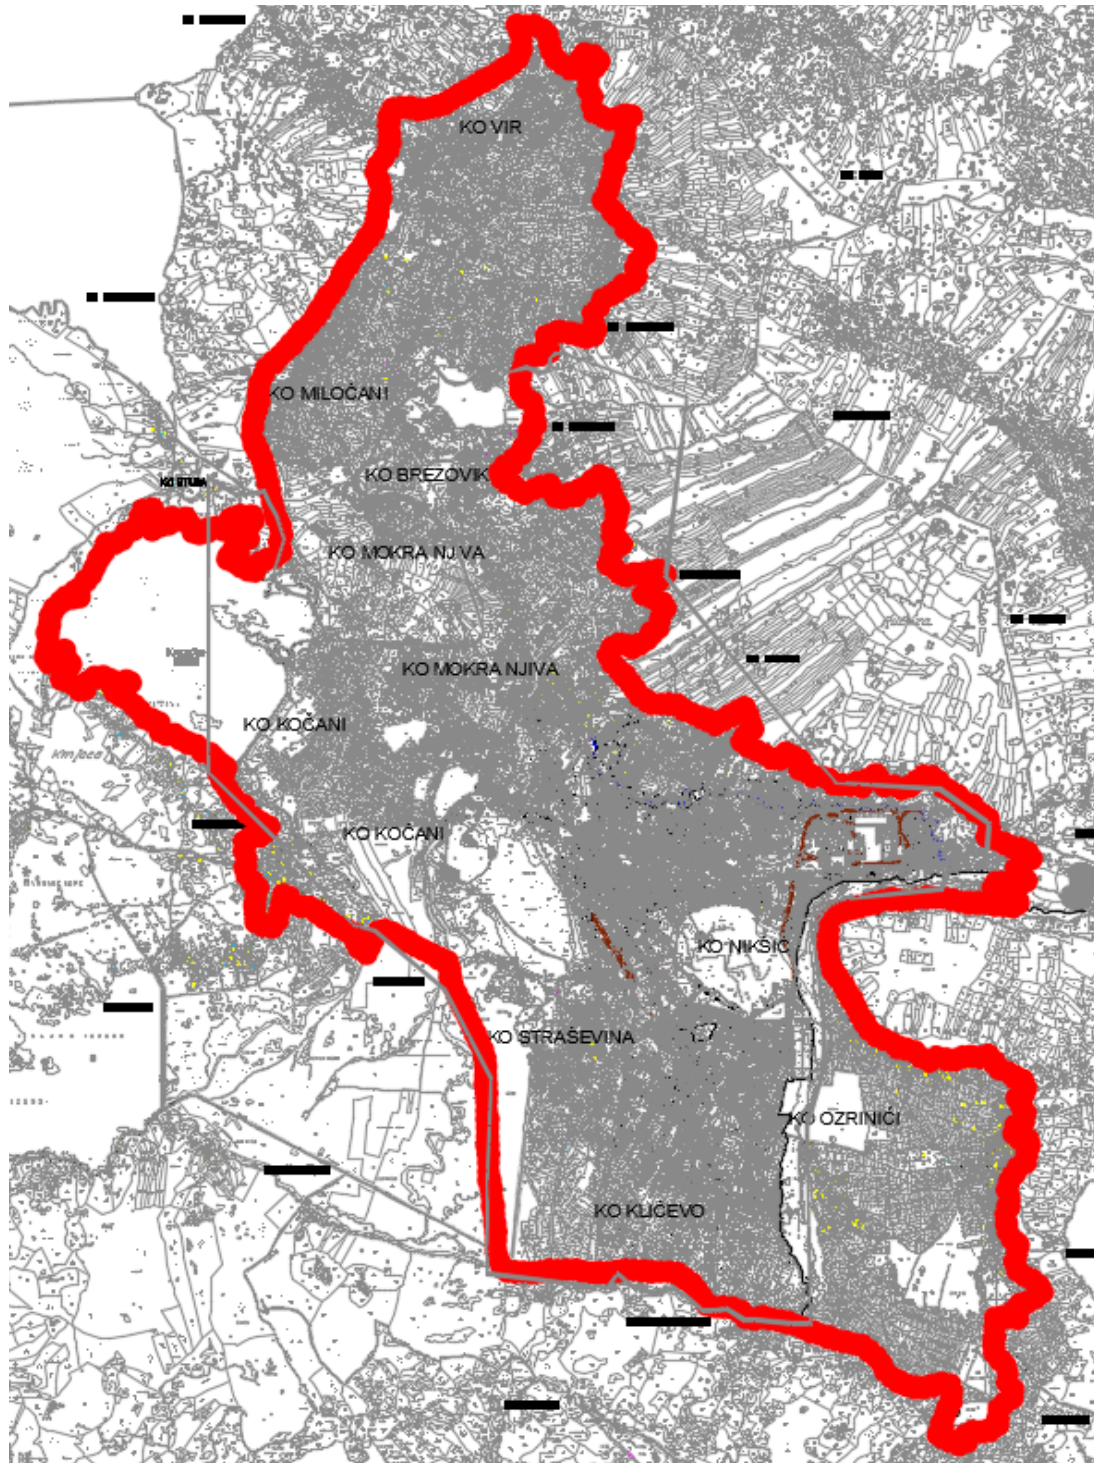 KO VIR
KO MILOČANI
KO BREZOVIK
KO MOKRA NJIVA
KO MOKRA NJIVA
KO KOČANI
KO KOČANI
KO NIKŠIĆ
KO STRAŠEVINA
KO OZRINIĆI
KO KLIČEVO